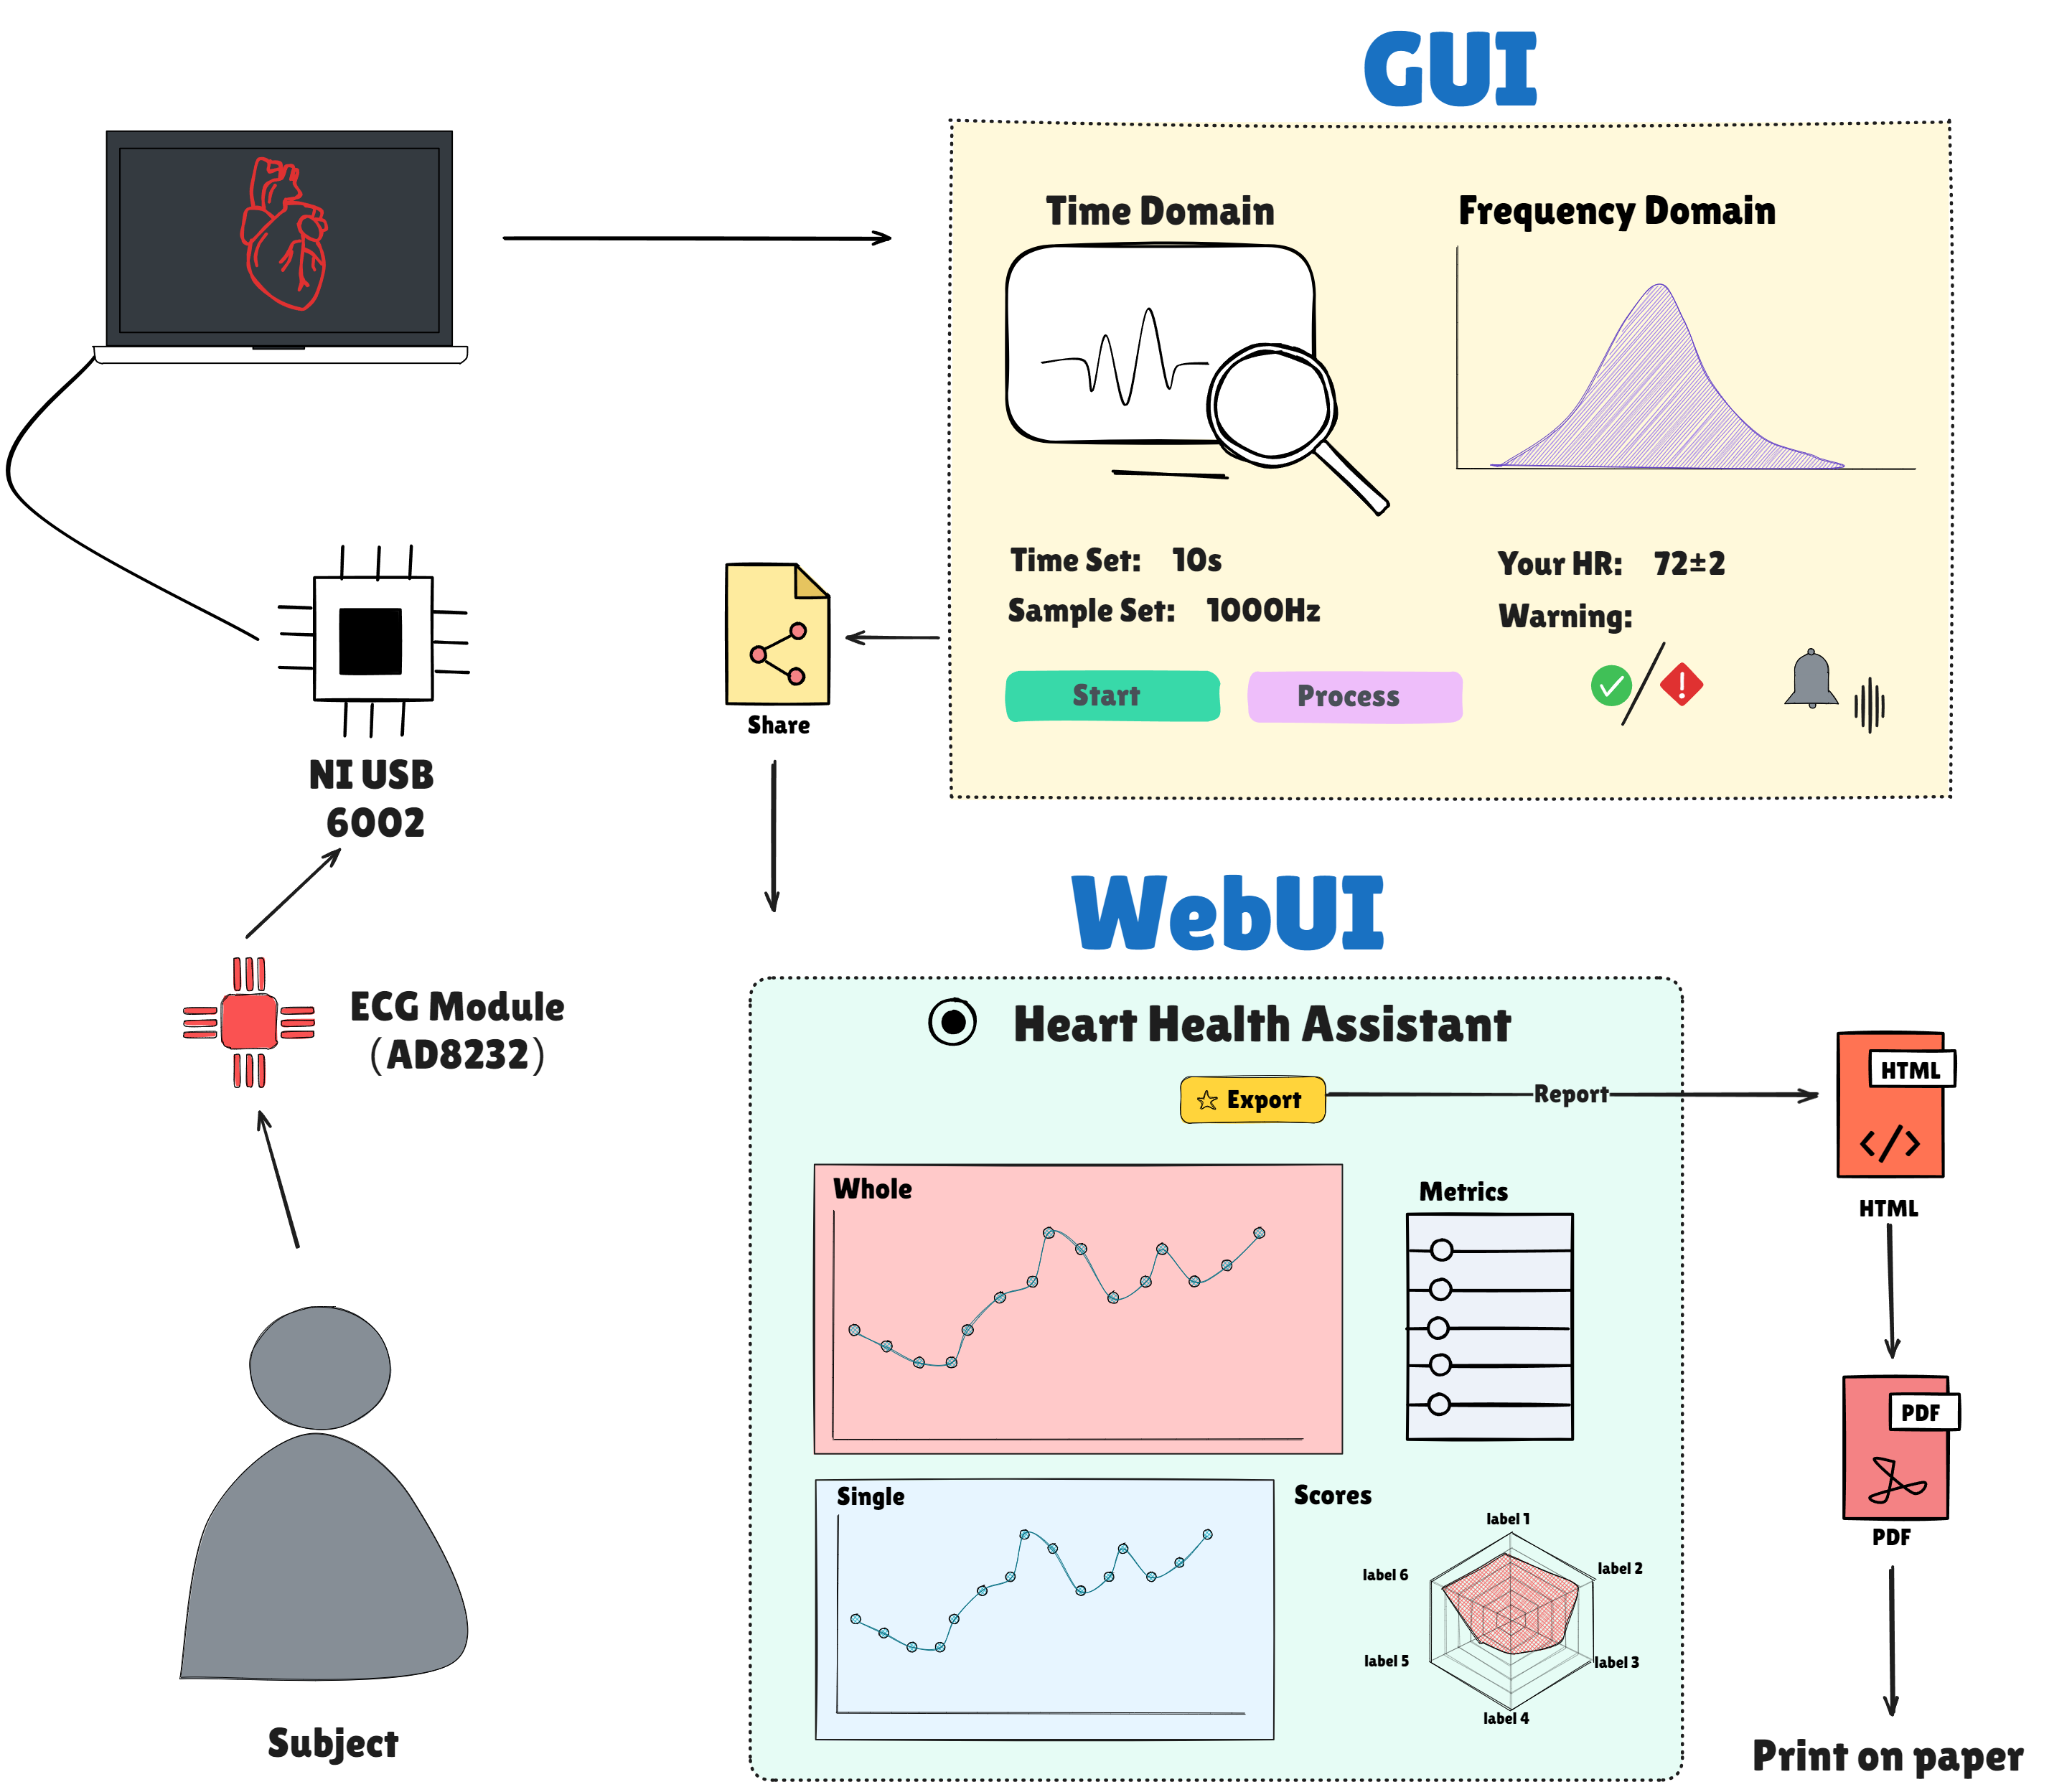 GUI
Time Domain
Frequency Domain
Time Set: 10s
Sample Set: 1000Hz
Your HR: 72±2
Warning:
Start
Process
Share
NI USB
6002
ECG Module
(AD8232)
Subject
WebUI
Heart Health Assistant
☆ Export
Report
HTML
</>
HTML
Whole
Metrics
Single
Scores
label 1
label 2
label 3
label 4
label 5
label 6
PDF
PDF
Print on paper